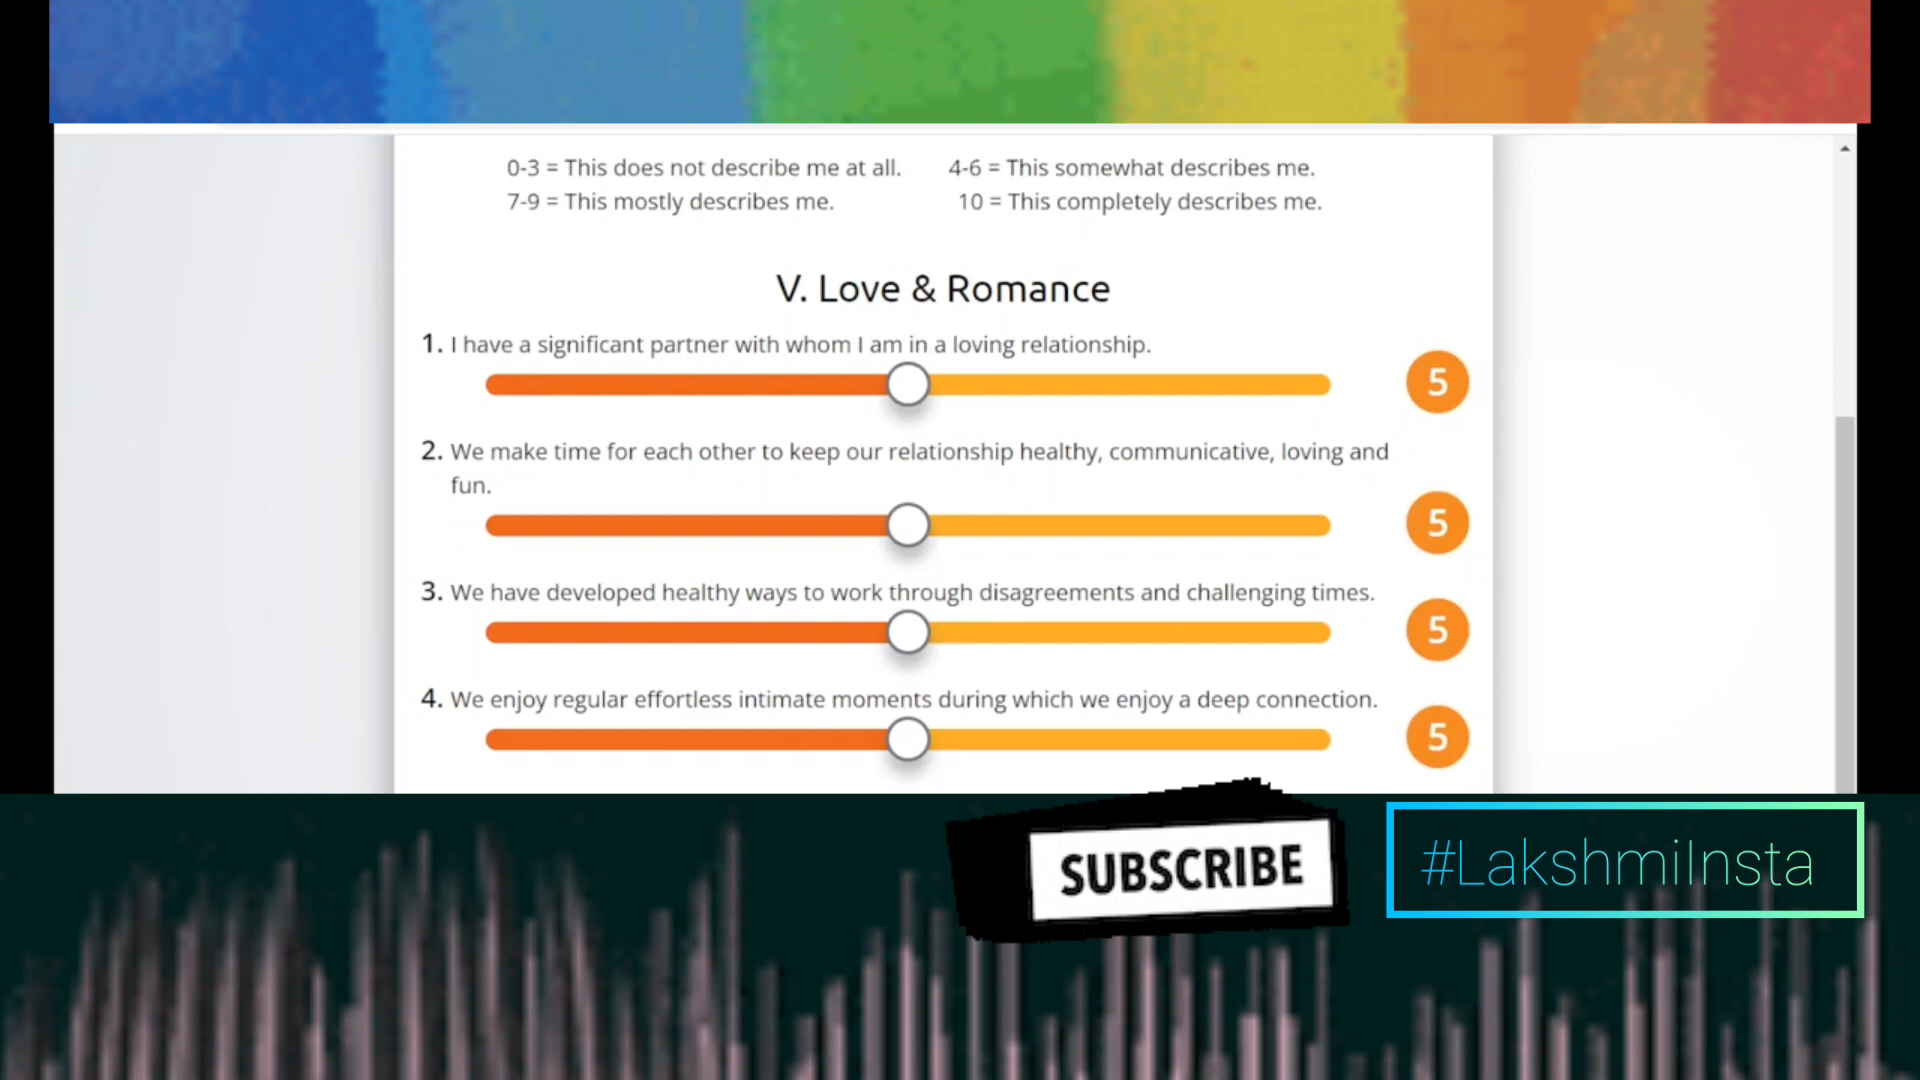 0-3 = This does not describe me at all. 4-6 = This somewhat describes me.
7-9 = This mostly describes me. 10 = This completely describes me.
V. Love & Romance
1. I have a significant partner with whom I am in a loving relationship.
5
2. We make time for each other to keep our relationship healthy, communicative, loving and
fun.
5
3. We have developed healthy ways to work through disagreements and challenging times.
5
4. We enjoy regular effortless intimate moments during which we enjoy a deep connection.
5
SUBSCRIBE
#LakshmiInsta